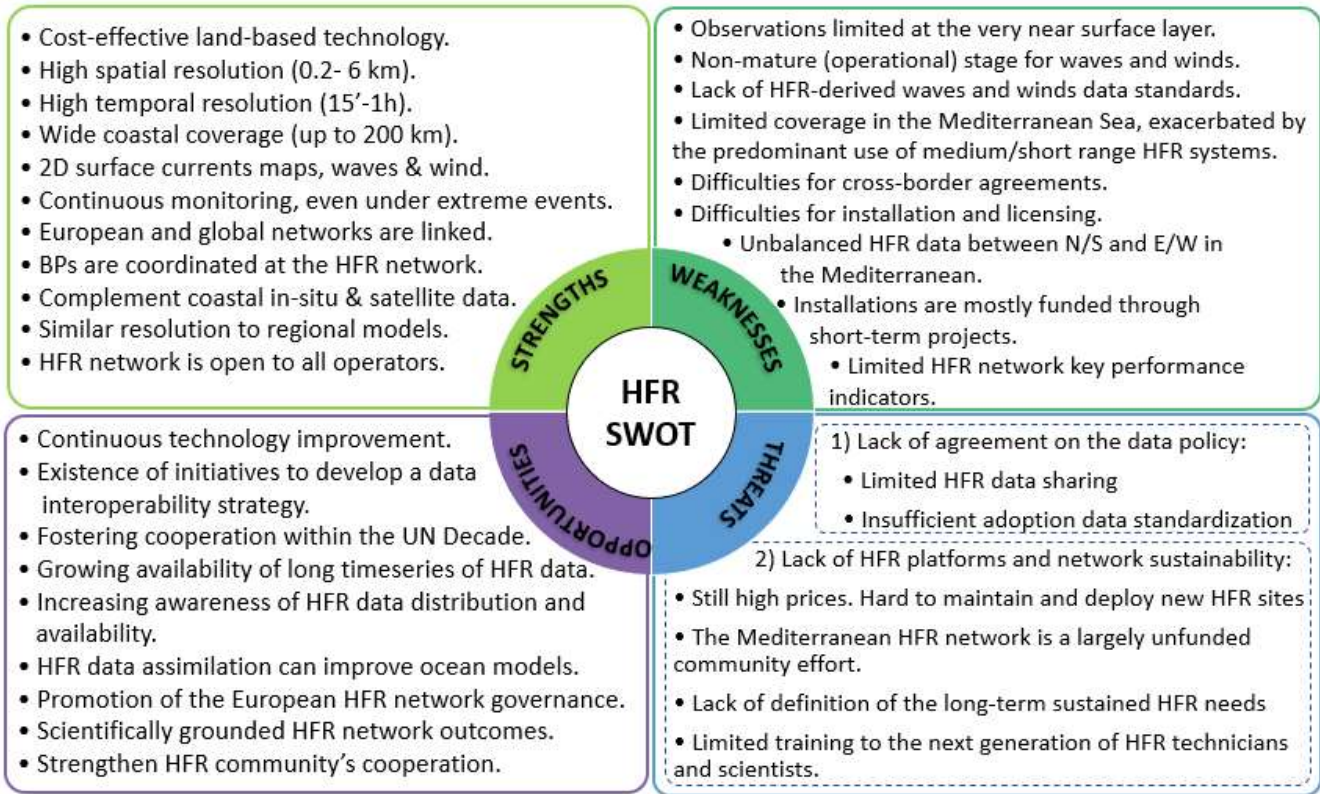 • Cost-effective land-based technology.
• High spatial resolution (0.2- 6 km).
• High temporal resolution (15′-1h).
• Wide coastal coverage (up to 200 km).
• 2D surface currents maps, waves & wind.
• Continuous monitoring, even under extreme events.
• European and global networks are linked.
• BPs are coordinated at the HFR network.
• Complement coastal in-situ & satellite data.
• Similar resolution to regional models.
• HFR network is open to all operators.
• Observations limited at the very near surface layer.
• Non-mature (operational) stage for waves and winds.
• Lack of HFR-derived waves and winds data standards.
• Limited coverage in the Mediterranean Sea, exacerbated by
the predominant use of medium/short range HFR systems.
• Difficulties for cross-border agreements.
• Difficulties for installation and licensing.
• Unbalanced HFR data between N/S and E/W in
the Mediterranean.
• Installations are mostly funded through
short-term projects.
• Limited HFR network key performance
indicators.
STRENGTHS
WEAKNESSES
HFR
SWOT
OPPORTUNITIES
THREATS
• Continuous technology improvement.
• Existence of initiatives to develop a data
interoperability strategy.
• Fostering cooperation within the UN Decade.
• Growing availability of long timeseries of HFR data.
• Increasing awareness of HFR data distribution and
availability.
• HFR data assimilation can improve ocean models.
• Promotion of the European HFR network governance.
• Scientifically grounded HFR network outcomes.
• Strengthen HFR community’s cooperation.
1) Lack of agreement on the data policy:
• Limited HFR data sharing
• Insufficient adoption data standardization
2) Lack of HFR platforms and network sustainability:
• Still high prices. Hard to maintain and deploy new HFR sites
• The Mediterranean HFR network is a largely unfunded
community effort.
• Lack of definition of the long-term sustained HFR needs
• Limited training to the next generation of HFR technicians
and scientists.